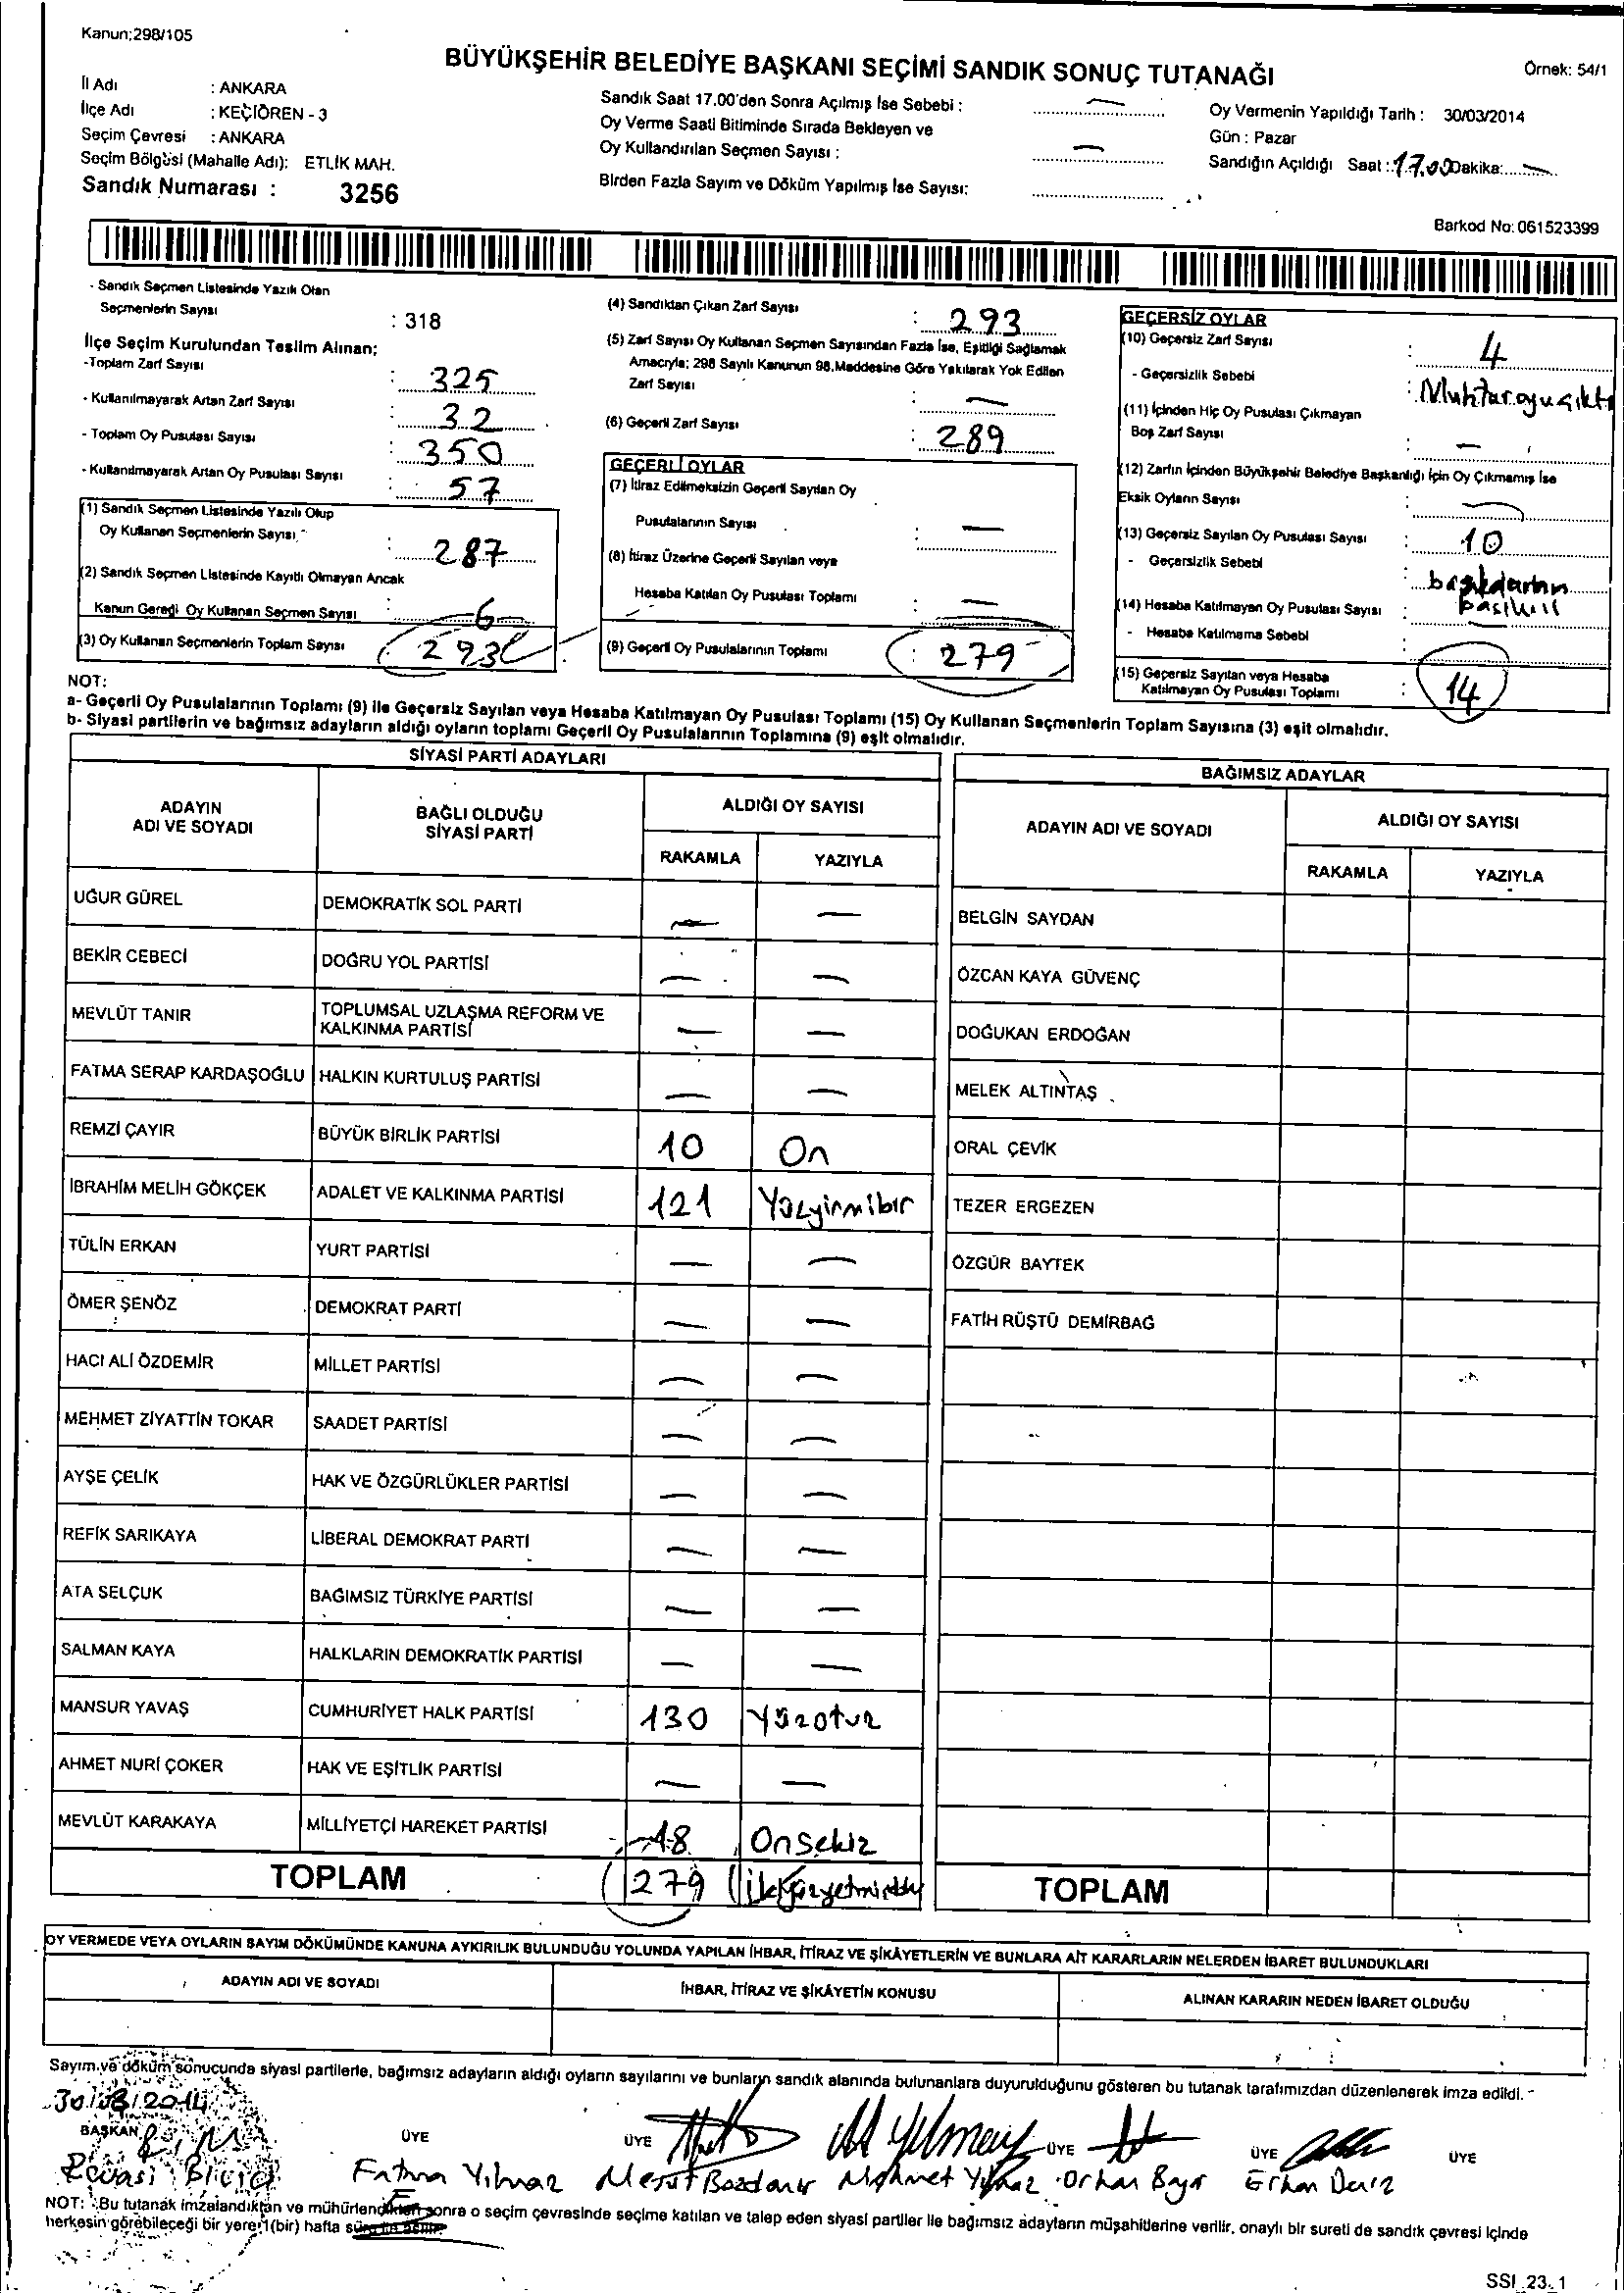 Kanun;298/105
BÜYÜKŞEHİR BELEDİYE BAŞKANI SEÇİMİ SANDIK SONUÇ TUTANAĞI
Örnek: 54/1
İl Adı : ANKARA
İlçe Adı : KEÇİÖREN - 3
Seçim Çevresi : ANKARA
Seçim Bölgesi (Mahalle Adı): ETLİK MAH.
Sandık Numarası : 3256
Sandık Saat 17.00'den Sonra Açılmış İse Sebebi : —
Oy Verme Saati Bitiminde Sırada Bekleyen ve
Oy Kullandırılan Seçmen Sayısı : —
Birden Fazla Sayım ve Döküm Yapılmış İse Sayısı:
Oy Vermenin Yapıldığı Tarih : 30/03/2014
Gün : Pazar
Sandığın Açıldığı Saat : 17.00 Dakika: —
Barkod No: 061523399
- Sandık Seçmen Listesinde Yazılı Olan
Seçmenlerin Sayısı : 318
İlçe Seçim Kurulundan Teslim Alınan;
-Toplam Zarf Sayısı : 325
- Kullanılmayarak Artan Zarf Sayısı : 32
- Toplam Oy Pusulası Sayısı : 350
- Kullanılmayarak Artan Oy Pusulası Sayısı : 57
(1) Sandık Seçmen Listesinde Yazılı Olup
Oy Kullanan Seçmenlerin Sayısı : 287
(2) Sandık Seçmen Listesinde Kayıtlı Olmayan Ancak
Kanun Gereği Oy Kullanan Seçmen Sayısı : 6
(3) Oy Kullanan Seçmenlerin Toplam Sayısı : 293
(4) Sandıktan Çıkan Zarf Sayısı : 293
(5) Zarf Sayısı Oy Kullanan Seçmen Sayısından Fazla İse, Eşitliği Sağlamak
Amacıyla; 298 Sayılı Kanunun 98.Maddesine Göre Yakılarak Yok Edilen
Zarf Sayısı : —
(6) Geçerli Zarf Sayısı : 289
GEÇERLİ OYLAR
(7) İtiraz Edilmeksizin Geçerli Sayılan Oy
Pusulalarının Sayısı : —
(8) İtiraz Üzerine Geçerli Sayılan veya
Hesaba Katılan Oy Pusulası Toplamı : —
(9) Geçerli Oy Pusulalarının Toplamı : 279
GEÇERSİZ OYLAR
(10) Geçersiz Zarf Sayısı : 4
- Geçersizlik Sebebi : Muhtar oyu çıktı
(11) İçinden Hiç Oy Pusulası Çıkmayan
Boş Zarf Sayısı : —
(12) Zarfın İçinden Büyükşehir Belediye Başkanlığı İçin Oy Çıkmamış İse
Eksik Oyların Sayısı : —
(13) Geçersiz Sayılan Oy Pusulası Sayısı : 10
- Geçersizlik Sebebi :
(14) Hesaba Katılmayan Oy Pusulası Sayısı :
- Hesaba Katılmama Sebebi :
(15) Geçersiz Sayılan veya Hesaba
Katılmayan Oy Pusulası Toplamı : 14
NOT:
a- Geçerli Oy Pusulalarının Toplamı (9) ile Geçersiz Sayılan veya Hesaba Katılmayan Oy Pusulası Toplamı (15) Oy Kullanan Seçmenlerin Toplam Sayısına (3) eşit olmalıdır.
b- Siyasi partilerin ve bağımsız adayların aldığı oyların toplamı Geçerli Oy Pusulalarının Toplamına (9) eşit olmalıdır.
SİYASİ PARTİ ADAYLARI
ADAYIN ADI VE SOYADI
BAĞLI OLDUĞU SİYASİ PARTİ
ALDIĞI OY SAYISI
RAKAMLA YAZIYLA
UĞUR GÜREL DEMOKRATİK SOL PARTİ — —
BEKİR CEBECİ DOĞRU YOL PARTİSİ — —
MEVLÜT TANIR TOPLUMSAL UZLAŞMA REFORM VE KALKINMA PARTİSİ — —
FATMA SERAP KARDAŞOĞLU HALKIN KURTULUŞ PARTİSİ — —
REMZİ ÇAYIR BÜYÜK BİRLİK PARTİSİ 10 On
İBRAHİM MELİH GÖKÇEK ADALET VE KALKINMA PARTİSİ 121 Yüzyirmibir
TÜLİN ERKAN YURT PARTİSİ — —
ÖMER ŞENÖZ DEMOKRAT PARTİ — —
HACI ALİ ÖZDEMİR MİLLET PARTİSİ — —
MEHMET ZİYATTİN TOKAR SAADET PARTİSİ — —
AYŞE ÇELİK HAK VE ÖZGÜRLÜKLER PARTİSİ — —
REFİK SARIKAYA LİBERAL DEMOKRAT PARTİ — —
ATA SELÇUK BAĞIMSIZ TÜRKİYE PARTİSİ — —
SALMAN KAYA HALKLARIN DEMOKRATİK PARTİSİ — —
MANSUR YAVAŞ CUMHURİYET HALK PARTİSİ 130 Yüzotuz
AHMET NURİ ÇOKER HAK VE EŞİTLİK PARTİSİ — —
MEVLÜT KARAKAYA MİLLİYETÇİ HAREKET PARTİSİ 18 Onsekiz
TOPLAM 279
BAĞIMSIZ ADAYLAR
ADAYIN ADI VE SOYADI
ALDIĞI OY SAYISI
RAKAMLA YAZIYLA
BELGİN SAYDAN
ÖZCAN KAYA GÜVENÇ
DOĞUKAN ERDOĞAN
MELEK ALTINTAŞ
ORAL ÇEVİK
TEZER ERGEZEN
ÖZGÜR BAYTEK
FATİH RÜŞTÜ DEMİRBAĞ
TOPLAM
OY VERMEDE VEYA OYLARIN SAYIM DÖKÜMÜNDE KANUNA AYKIRILIK BULUNDUĞU YOLUNDA YAPILAN İHBAR, İTİRAZ VE ŞİKÂYETLERİN VE BUNLARA AİT KARARLARIN NELERDEN İBARET BULUNDUKLARI
ADAYIN ADI VE SOYADI
İHBAR, İTİRAZ VE ŞİKÂYETİN KONUSU
ALINAN KARARIN NEDEN İBARET OLDUĞU
Sayım ve döküm sonucunda siyasi partilerle, bağımsız adayların aldığı oyların sayılarını ve bunların sandık alanında bulunanlara duyurulduğunu gösteren bu tutanak tarafımızdan düzenlenerek imza edildi.
30/03/2014
BAŞKAN ÜYE ÜYE ÜYE ÜYE ÜYE
Fatma Yılmaz Mesut Mehmet Yılmaz Orhan Erhan Deniz
NOT: Bu tutanak imzalandıktan ve mühürlendikten sonra o seçim çevresinde seçime katılan ve talep eden siyasi partiler ile bağımsız adayların müşahitlerine verilir, onaylı bir sureti de sandık çevresi içinde
herkesin görebileceği bir yere 1(bir) hafta süre ile asılır.
SSI_23_1